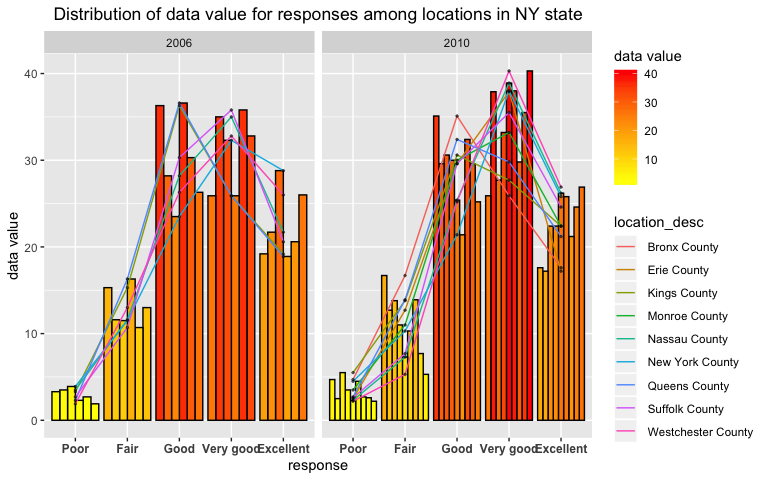 Distribution of data value for responses among locations in NY state
2006
2010
data value
40
30
20
10
0
Poor
Fair
Good
Very good
Excellent
Poor
Fair
Good
Very good
Excellent
response
data value
40
30
20
10
location_desc
Bronx County
Erie County
Kings County
Monroe County
Nassau County
New York County
Queens County
Suffolk County
Westchester County